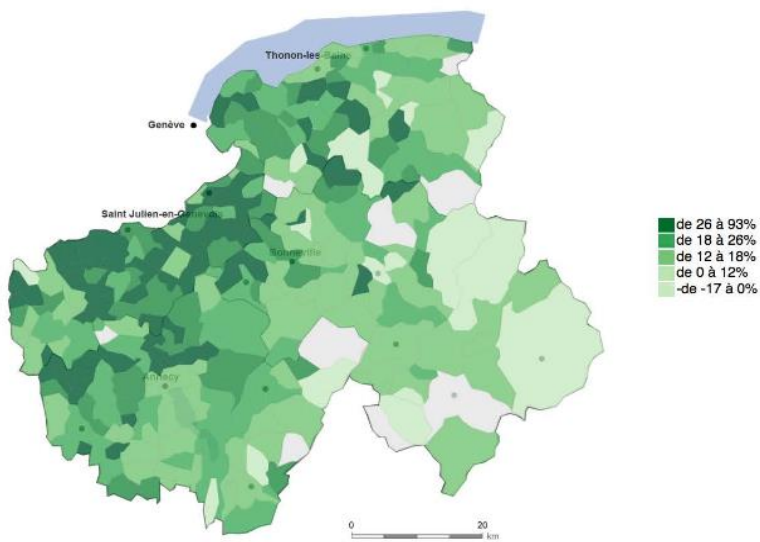 Thonon-les-Bains
Genève
Saint Julien-en-Genevois
Bonneville
Annecy
de 26 à 93%
de 18 à 26%
de 12 à 18%
de 0 à 12%
-de -17 à 0%
0 20
km